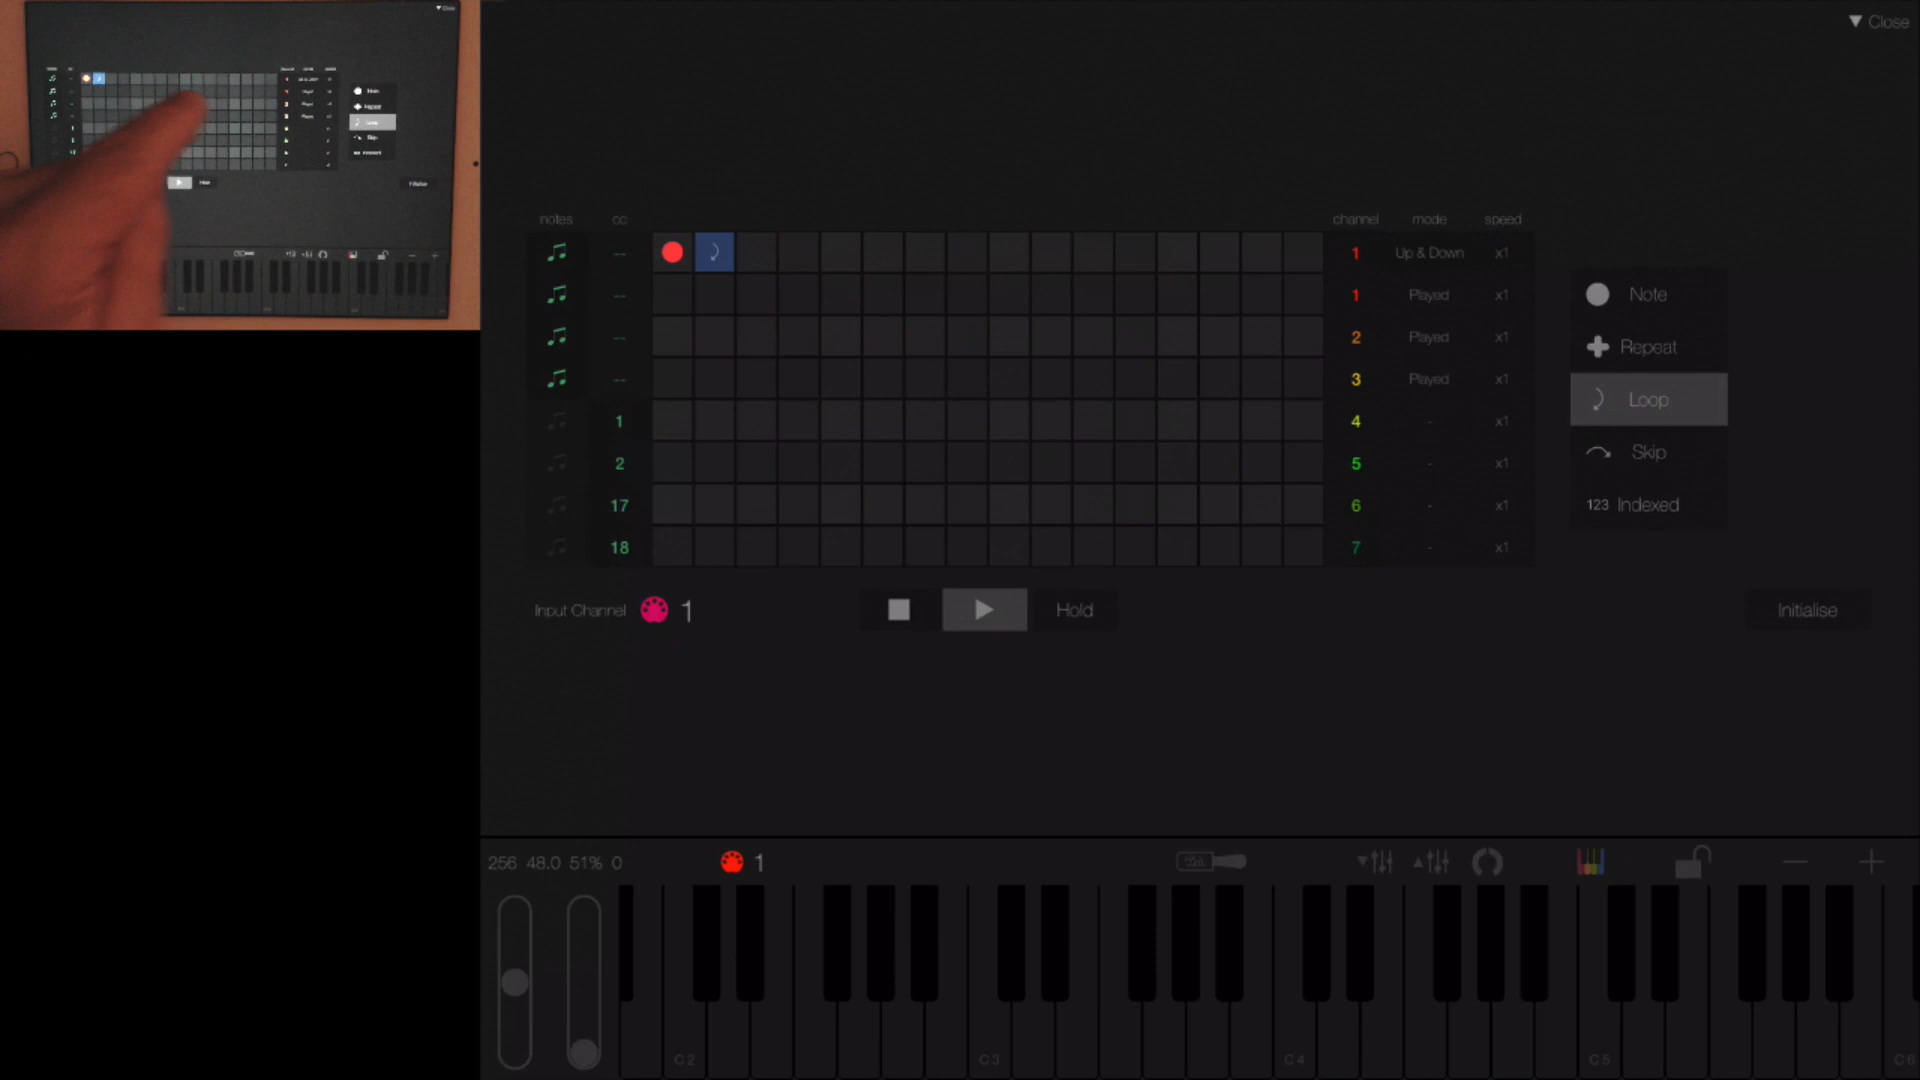 ▼ Close
notes cc channel mode speed
-- 1 Up & Down x1
-- 1 Played x1
-- 2 Played x1
-- 3 Played x1
1 4 - x1
2 5 - x1
17 6 - x1
18 7 - x1
Note
Repeat
Loop
Skip
123 Indexed
Input Channel 1 Hold Initialise
256 48.0 51% 0 1
C2 C3 C4 C5 C6